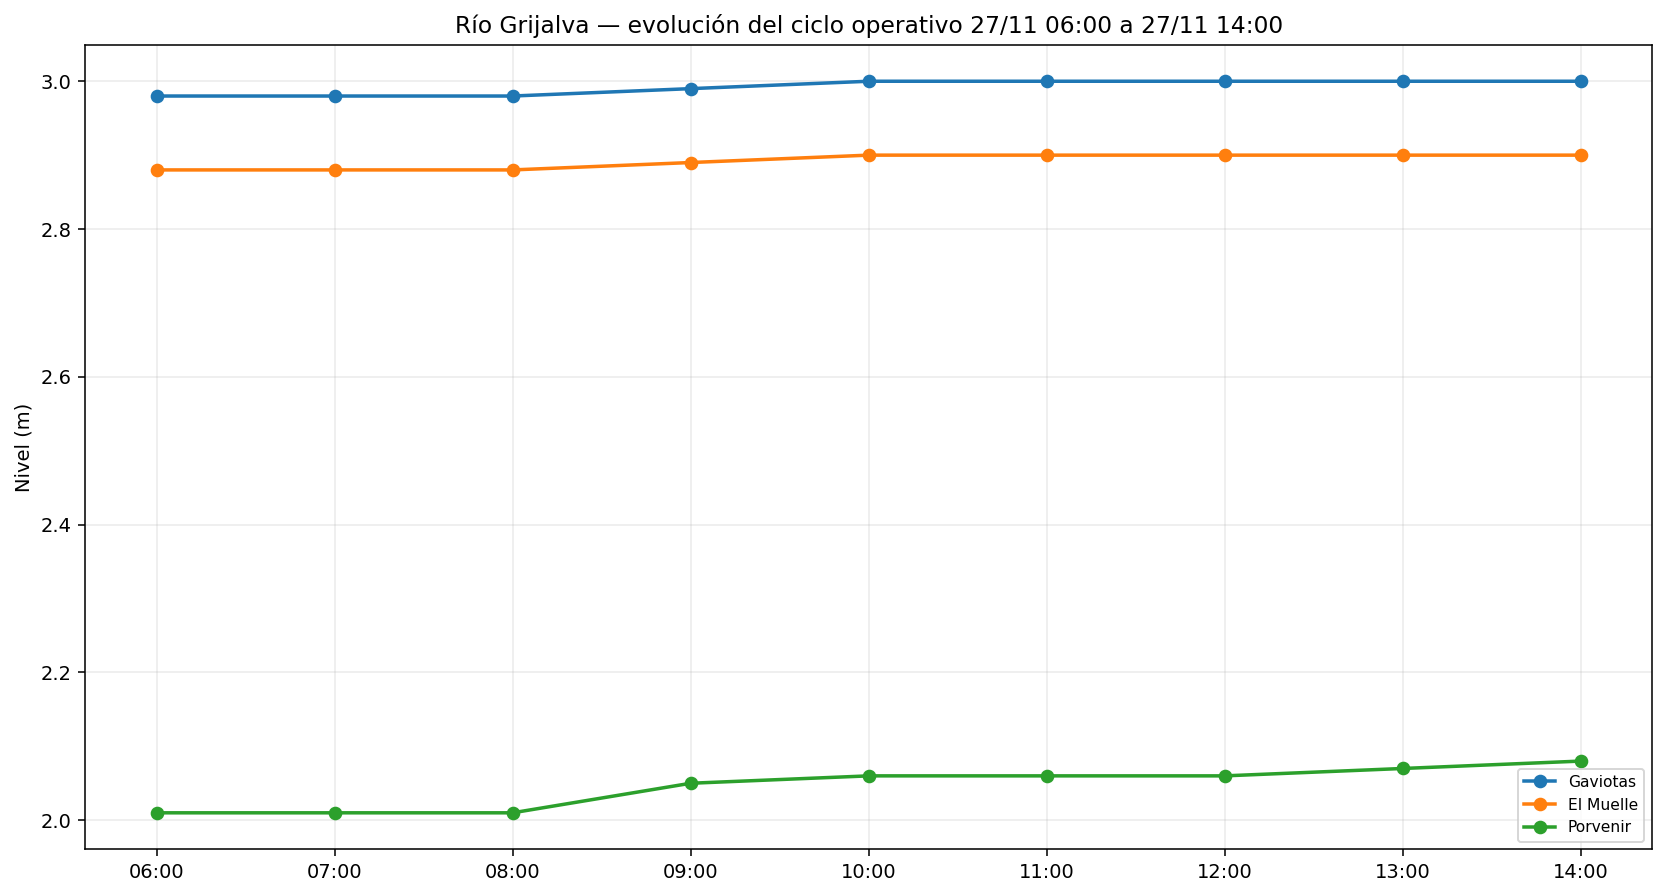 Río Grijalva — evolución del ciclo operativo 27/11 06:00 a 27/11 14:00
Nivel (m)
3.0
2.8
2.6
2.4
2.2
2.0
06:00 07:00 08:00 09:00 10:00 11:00 12:00 13:00 14:00
Gaviotas
El Muelle
Porvenir